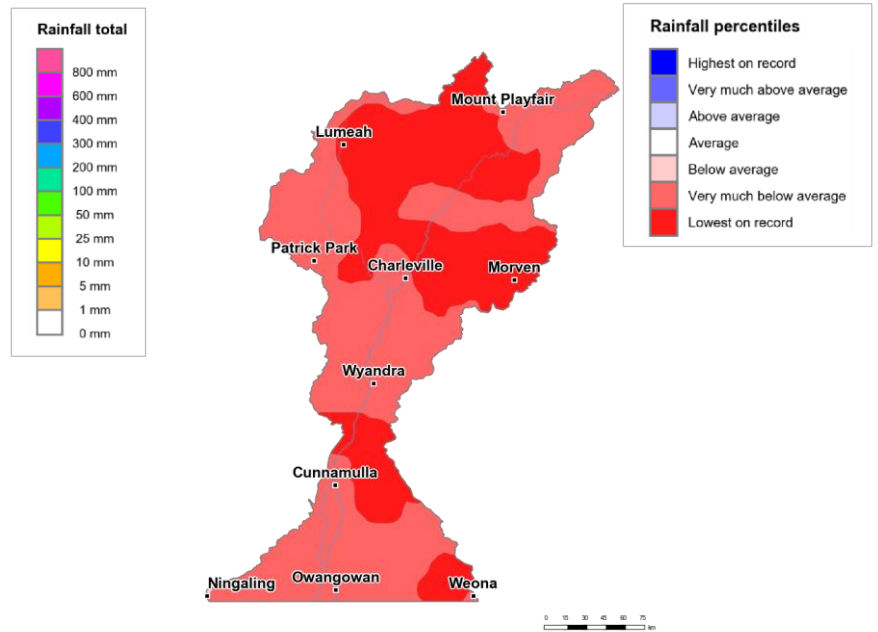 Rainfall total
800 mm
600 mm
400 mm
300 mm
200 mm
100 mm
50 mm
25 mm
10 mm
5 mm
1 mm
0 mm
Rainfall percentiles
Highest on record
Very much above average
Above average
Average
Below average
Very much below average
Lowest on record
Mount Playfair
Lumeah
Patrick Park
Charleville
Morven
Wyandra
Cunnamulla
Ningaling
Owangowan
Weona
0 15 30 45 60 75
km